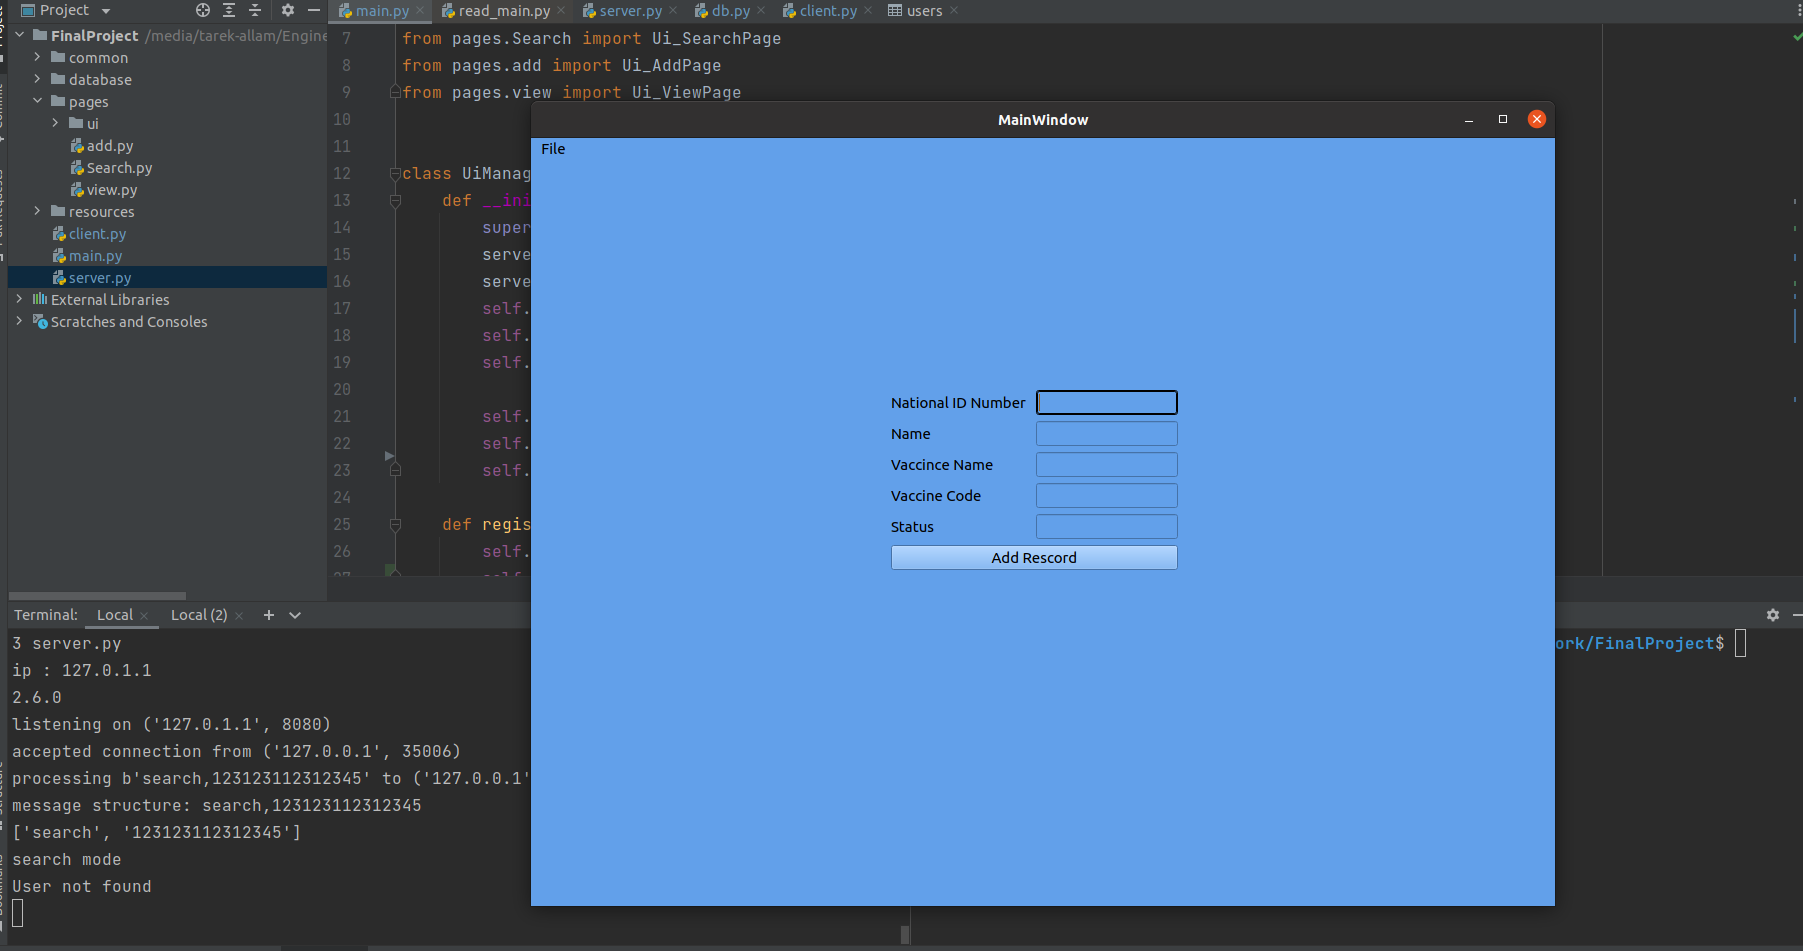 Project
main.py
read_main.py
server.py
db.py
client.py
users
FinalProject /media/tarek-allam/Engine
common
database
pages
ui
add.py
Search.py
view.py
resources
client.py
main.py
server.py
External Libraries
Scratches and Consoles
7 from pages.Search import Ui_SearchPage
8 from pages.add import Ui_AddPage
9 from pages.view import Ui_ViewPage
10
11
12 class UiManag
13 def __ini
14 super
15 serve
16 serve
17 self.
18 self.
19 self.
20
21 self.
22 self.
23 self.
24
25 def regis
26 self.
MainWindow
File
National ID Number
Name
Vaccince Name
Vaccine Code
Status
Add Rescord
Terminal: Local Local (2)
3 server.py
ip : 127.0.1.1
2.6.0
listening on ('127.0.1.1', 8080)
accepted connection from ('127.0.0.1', 35006)
processing b'search,123123112312345' to ('127.0.0.1'
message structure: search,123123112312345
['search', '123123112312345']
search mode
User not found
ork/FinalProject$